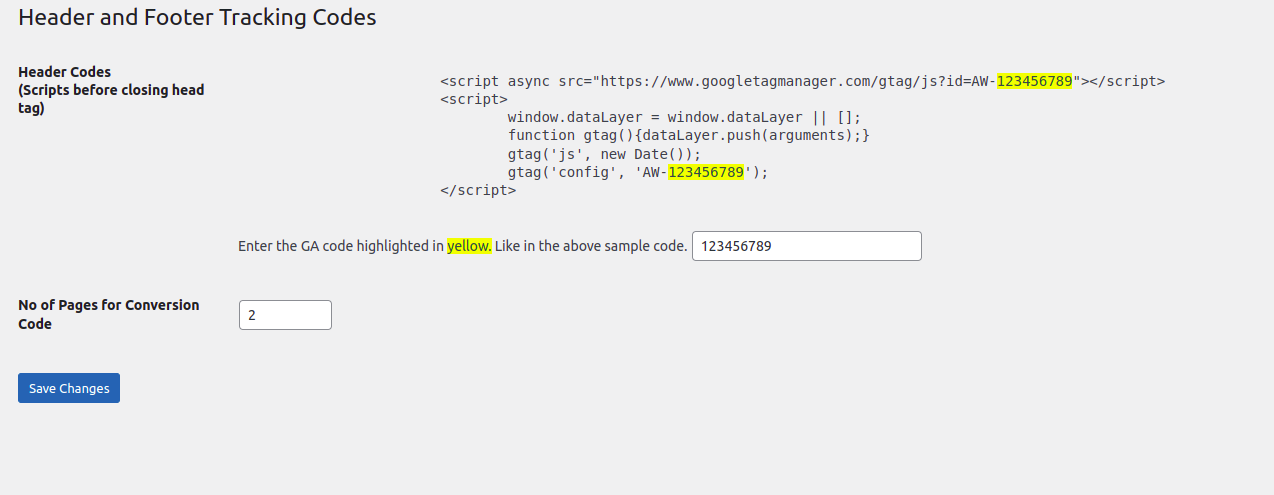 Header and Footer Tracking Codes
Header Codes
(Scripts before closing head
tag)
<script async src="https://www.googletagmanager.com/gtag/js?id=AW-123456789"></script>
<script>
window.dataLayer = window.dataLayer || [];
function gtag(){dataLayer.push(arguments);}
gtag('js', new Date());
gtag('config', 'AW-123456789');
</script>
Enter the GA code highlighted in yellow. Like in the above sample code. 123456789
No of Pages for Conversion
Code
2
Save Changes